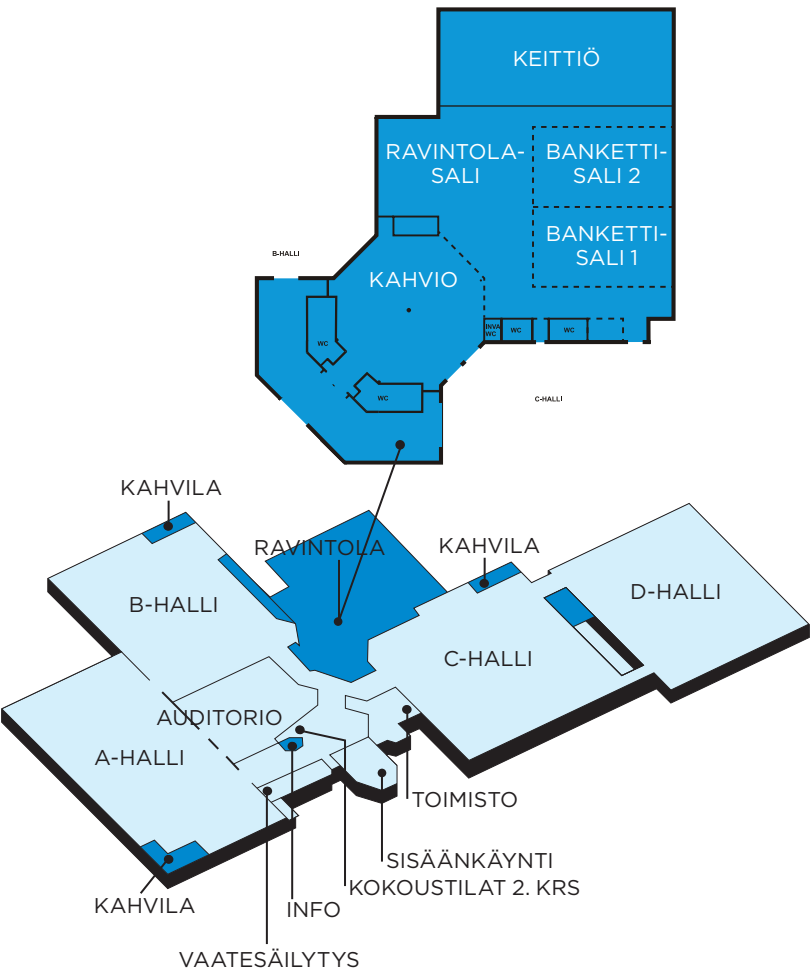 KEITTIÖ
RAVINTOLA-
SALI
BANKETTI-
SALI 2
BANKETTI-
SALI 1
B-HALLI
KAHVIO
INVA
WC
WC
WC
WC
WC
C-HALLI
KAHVILA
RAVINTOLA
KAHVILA
B-HALLI
D-HALLI
C-HALLI
AUDITORIO
A-HALLI
TOIMISTO
SISÄÄNKÄYNTI
KOKOUSTILAT 2. KRS
KAHVILA
INFO
VAATESÄILYTYS